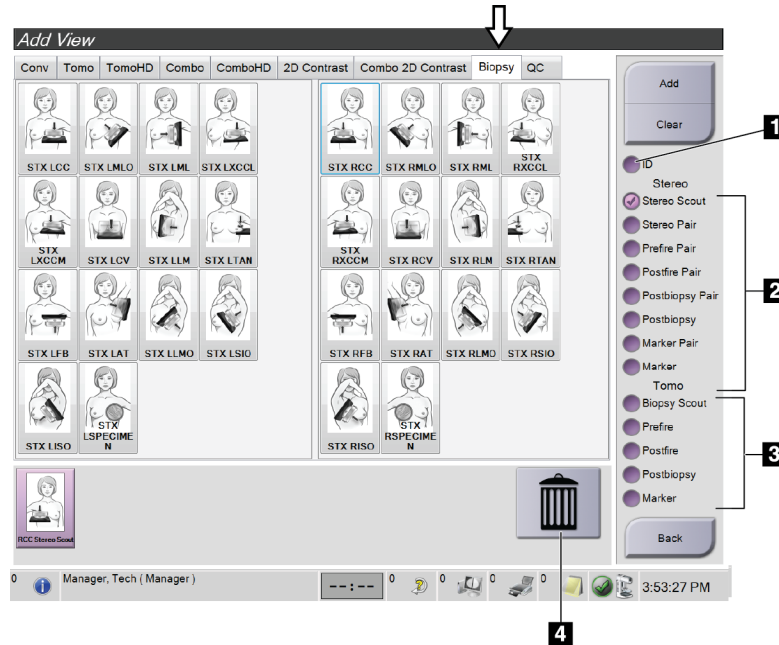 Add View
Conv Tomo TomoHD Combo ComboHD 2D Contrast Combo 2D Contrast Biopsy QC
STX LCC STX LMLO STX LML STX LXCCL
STX RCC STX RMLO STX RML STX
RXCCL
STX
LXCCM STX LCV STX LLM STX LTAN
STX
RXCCM STX RCV STX RLM STX RTAN
STX LFB STX LAT STX LLMO STX LSIO
STX RFB STX RAT STX RLMO STX RSIO
STX LISO STX
LSPECIME
N
STX RISO STX
RSPECIME
N
Add
Clear
ID
Stereo
Stereo Scout
Stereo Pair
Prefire Pair
Postfire Pair
Postbiopsy Pair
Postbiopsy
Marker Pair
Marker
Tomo
Biopsy Scout
Prefire
Postfire
Postbiopsy
Marker
Back
1
2
3
RCC Stereo Scout
0 Manager, Tech ( Manager ) --:-- 0 0 0 0 3:53:27 PM
4